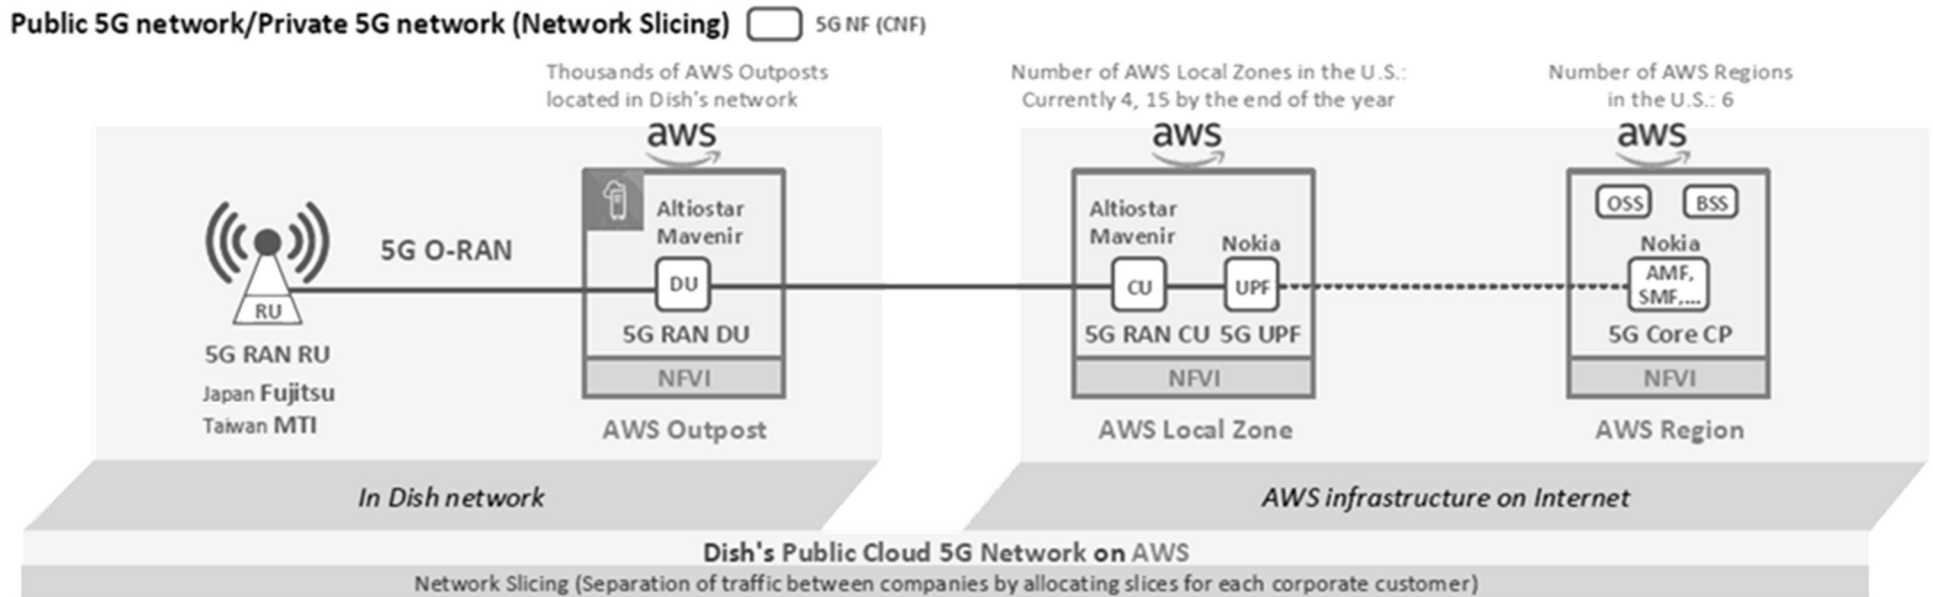 Public 5G network/Private 5G network (Network Slicing)
5G NF (CNF)
Thousands of AWS Outposts
located in Dish's network
Number of AWS Local Zones in the U.S.:
Currently 4, 15 by the end of the year
Number of AWS Regions
in the U.S.: 6
aws
aws
aws
5G O-RAN
RU
5G RAN RU
Japan Fujitsu
Taiwan MTI
Altiostar
Mavenir
DU
5G RAN DU
NFVI
AWS Outpost
Altiostar
Mavenir
Nokia
CU
UPF
5G RAN CU 5G UPF
NFVI
AWS Local Zone
OSS
BSS
Nokia
AMF,
SMF,...
5G Core CP
NFVI
AWS Region
In Dish network
AWS infrastructure on Internet
Dish's Public Cloud 5G Network on AWS
Network Slicing (Separation of traffic between companies by allocating slices for each corporate customer)